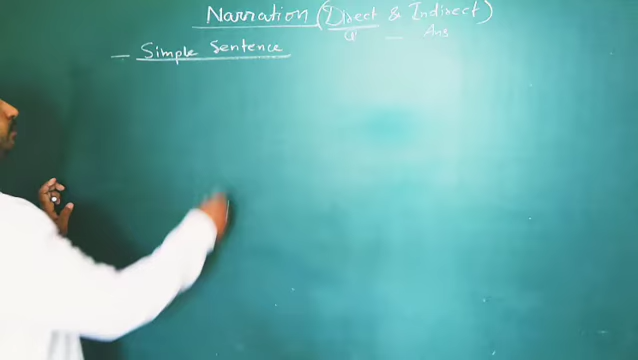 Narration (Direct & Indirect)
Q — Ans
— Simple Sentence